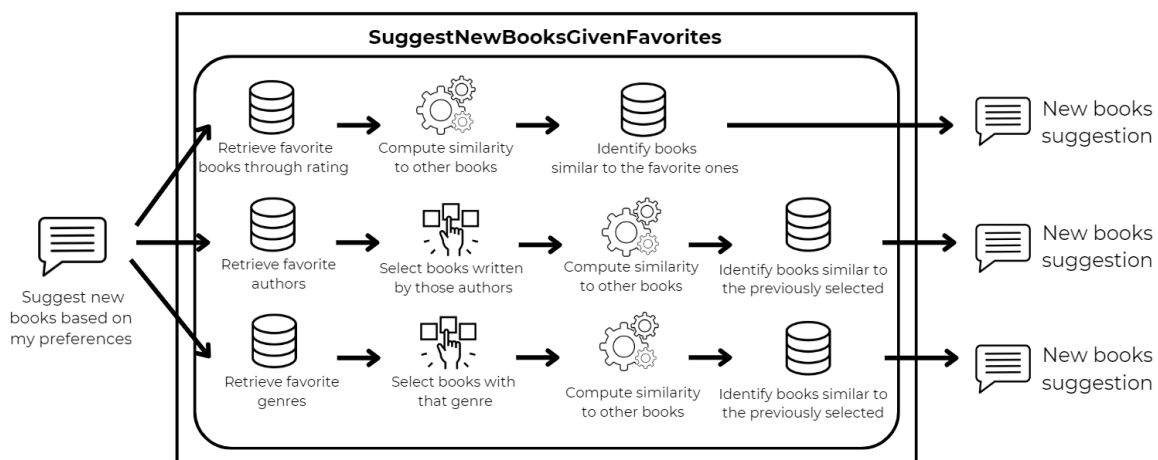 SuggestNewBooksGivenFavorites
Suggest new
books based on
my preferences
Retrieve favorite
books through rating
Compute similarity
to other books
Identify books
similar to the favorite ones
New books
suggestion
Retrieve favorite
authors
Select books written
by those authors
Compute similarity
to other books
Identify books similar to
the previously selected
New books
suggestion
Retrieve favorite
genres
Select books with
that genre
Compute similarity
to other books
Identify books similar to
the previously selected
New books
suggestion